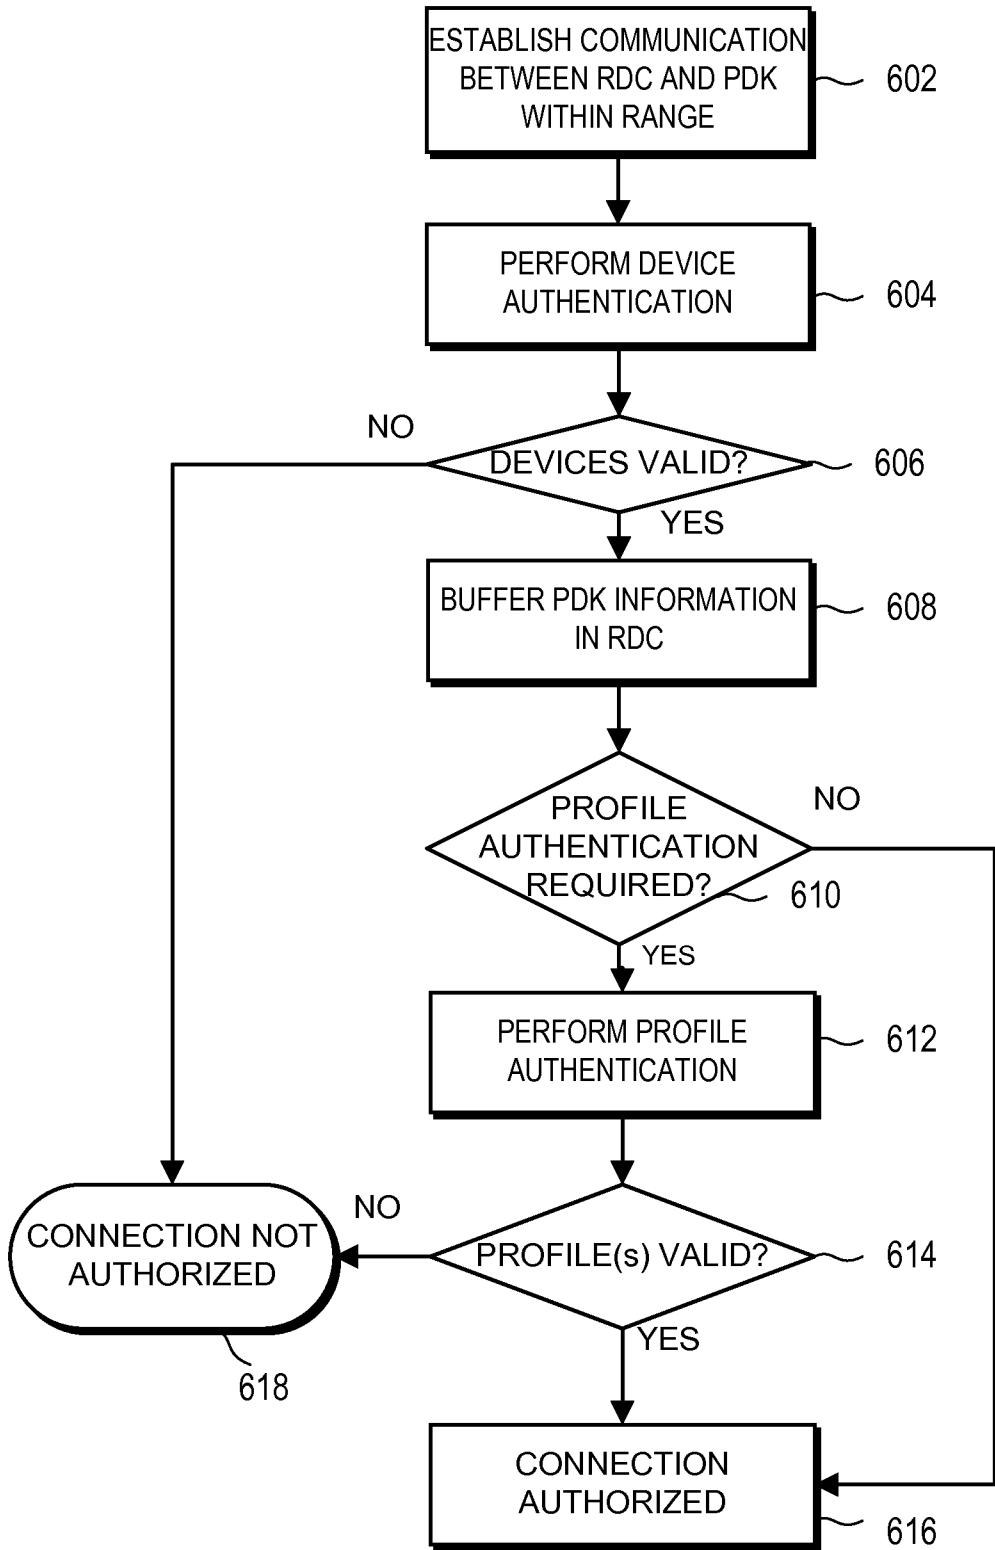 ESTABLISH COMMUNICATION
BETWEEN RDC AND PDK
WITHIN RANGE
602
PERFORM DEVICE
AUTHENTICATION
604
NO
DEVICES VALID?
606
YES
BUFFER PDK INFORMATION
IN RDC
608
PROFILE
AUTHENTICATION
REQUIRED?
NO
610
YES
PERFORM PROFILE
AUTHENTICATION
612
NO
PROFILE(s) VALID?
614
CONNECTION NOT
AUTHORIZED
618
YES
CONNECTION
AUTHORIZED
616